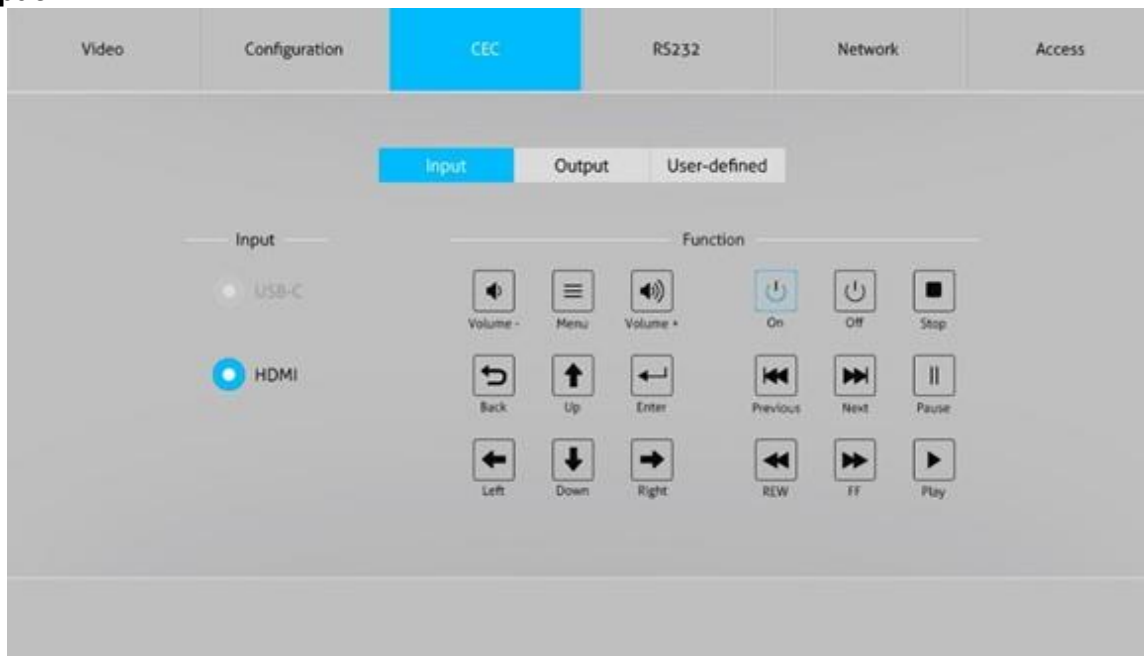 Video Configuration CEC RS232 Network Access
Input Output User-defined
Input Function
USB-C
Volume - Menu Volume + On Off Stop
HDMI
Back Up Enter Previous Next Pause
Left Down Right REW FF Play